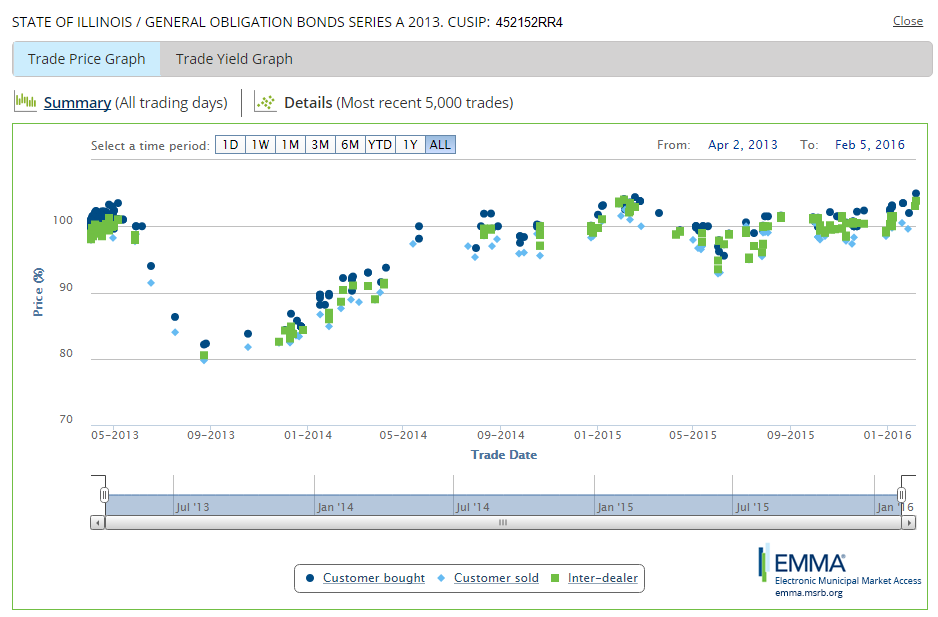 STATE OF ILLINOIS / GENERAL OBLIGATION BONDS SERIES A 2013. CUSIP: 452152RR4 Close
Trade Price Graph Trade Yield Graph
Summary (All trading days) Details (Most recent 5,000 trades)
Select a time period: 1D 1W 1M 3M 6M YTD 1Y ALL From: Apr 2, 2013 To: Feb 5, 2016
100
90
80
70
Price (%)
05-2013 09-2013 01-2014 05-2014 09-2014 01-2015 05-2015 09-2015 01-2016
Trade Date
Jul '13 Jan '14 Jul '14 Jan '15 Jul '15 Jan '16
Customer bought Customer sold Inter-dealer
EMMA®
Electronic Municipal Market Access
emma.msrb.org